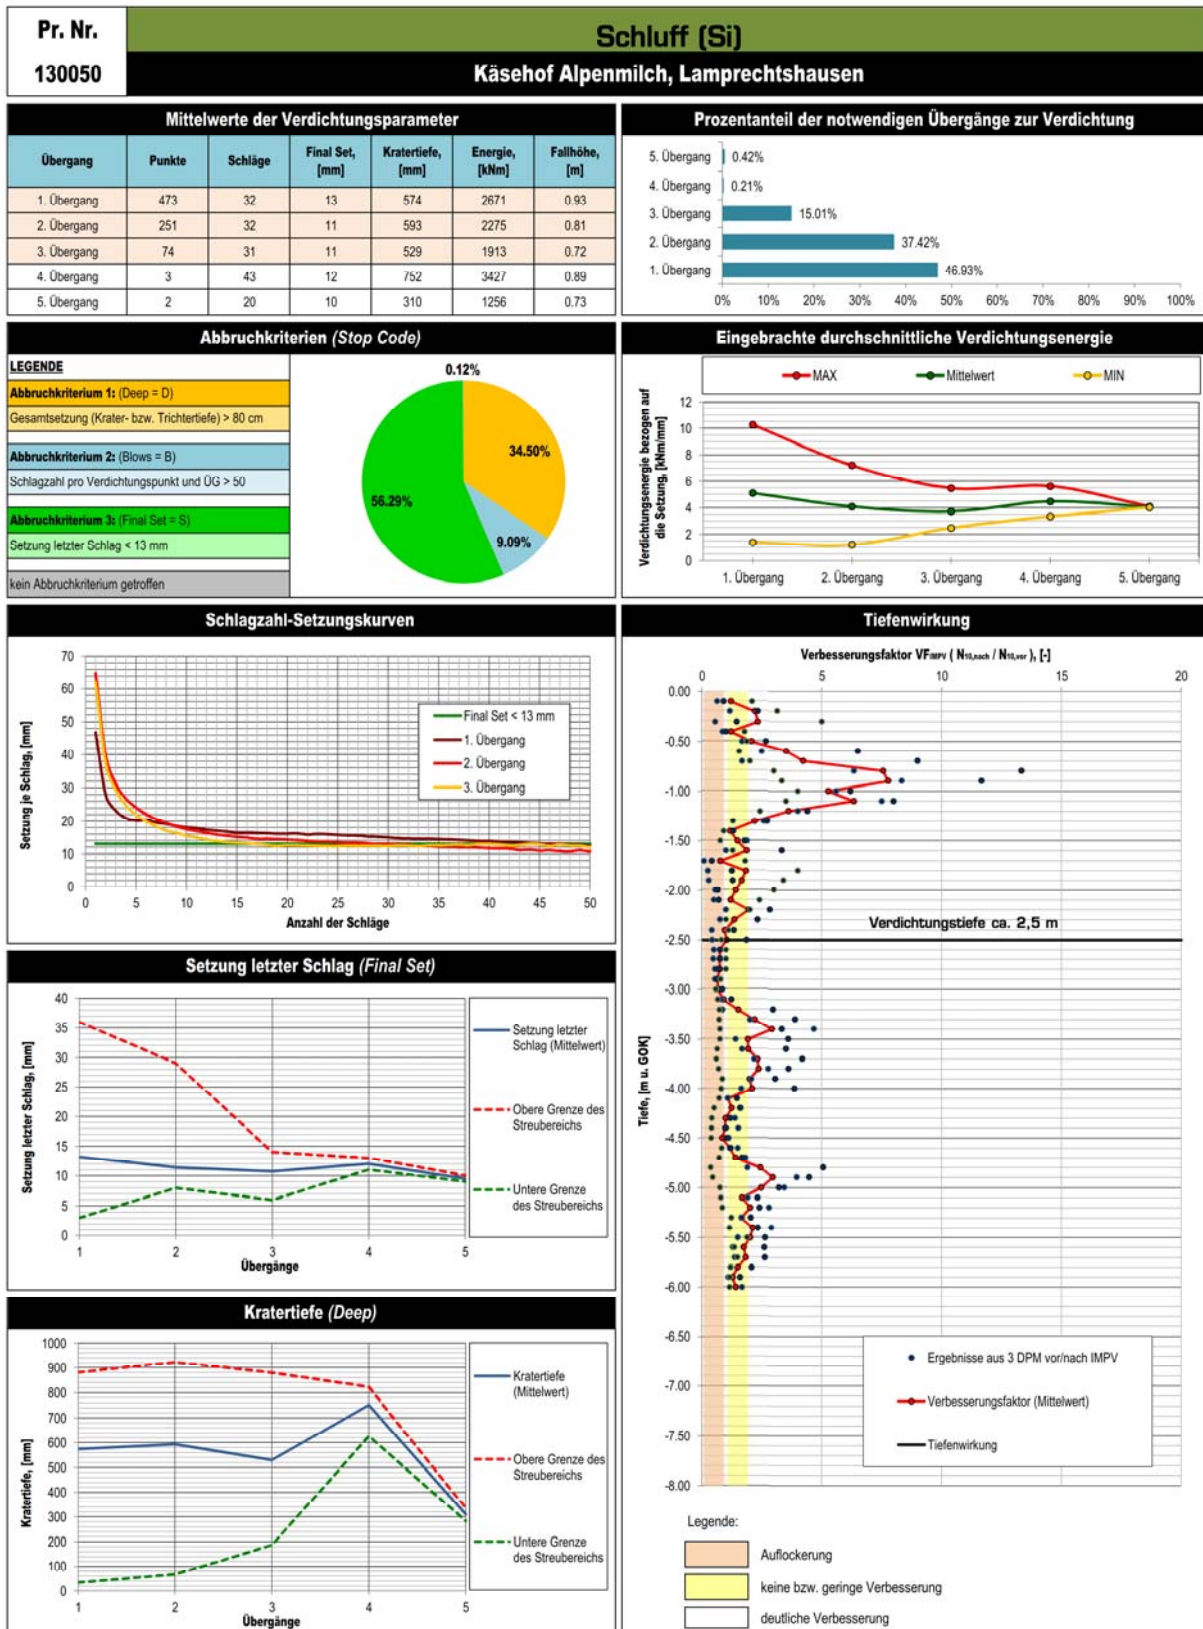 Pr. Nr.
130050
Schluff (Si)
Käsehof Alpenmilch, Lamprechtshausen
Mittelwerte der Verdichtungsparameter
Übergang Punkte Schläge Final Set, [mm] Kratertiefe, [mm] Energie, [kNm] Fallhöhe, [m]
1. Übergang 473 32 13 574 2671 0.93
2. Übergang 251 32 11 593 2275 0.81
3. Übergang 74 31 11 529 1913 0.72
4. Übergang 3 43 12 752 3427 0.89
5. Übergang 2 20 10 310 1256 0.73
Prozentanteil der notwendigen Übergänge zur Verdichtung
5. Übergang 0.42%
4. Übergang 0.21%
3. Übergang 15.01%
2. Übergang 37.42%
1. Übergang 46.93%
0% 10% 20% 30% 40% 50% 60% 70% 80% 90% 100%
Abbruchkriterien (Stop Code)
LEGENDE
Abbruchkriterium 1: (Deep = D)
Gesamtsetzung (Krater- bzw. Trichtertiefe) > 80 cm
Abbruchkriterium 2: (Blows = B)
Schlagzahl pro Verdichtungspunkt und ÜG > 50
Abbruchkriterium 3: (Final Set = S)
Setzung letzter Schlag < 13 mm
kein Abbruchkriterium getroffen
0.12%
34.50%
56.29%
9.09%
Eingebrachte durchschnittliche Verdichtungsenergie
MAX Mittelwert MIN
Verdichtungsenergie bezogen auf die Setzung, [kNm/mm]
12
10
8
6
4
2
0
1. Übergang 2. Übergang 3. Übergang 4. Übergang 5. Übergang
Schlagzahl-Setzungskurven
Setzung je Schlag, [mm]
70
60
50
40
30
20
10
0
Final Set < 13 mm
1. Übergang
2. Übergang
3. Übergang
0 5 10 15 20 25 30 35 40 45 50
Anzahl der Schläge
Setzung letzter Schlag (Final Set)
Setzung letzter Schlag, [mm]
40
35
30
25
20
15
10
5
0
Setzung letzter
Schlag (Mittelwert)
Obere Grenze des
Streubereichs
Untere Grenze
des Streubereichs
1 2 3 4 5
Übergänge
Kratertiefe (Deep)
Kratertiefe, [mm]
1000
900
800
700
600
500
400
300
200
100
0
Kratertiefe
(Mittelwert)
Obere Grenze des
Streubereichs
Untere Grenze
des Streubereichs
1 2 3 4 5
Übergänge
Tiefenwirkung
Verbesserungsfaktor VF IMPV ( N10,nach / N10,vor ), [-]
0 5 10 15 20
Tiefe, [m u. GOK]
0.00
-0.50
-1.00
-1.50
-2.00
Verdichtungstiefe ca. 2,5 m
-2.50
-3.00
-3.50
-4.00
-4.50
-5.00
-5.50
-6.00
-6.50
-7.00
-7.50
-8.00
Ergebnisse aus 3 DPM vor/nach IMPV
Verbesserungsfaktor (Mittelwert)
Tiefenwirkung
Legende:
Auflockerung
keine bzw. geringe Verbesserung
deutliche Verbesserung